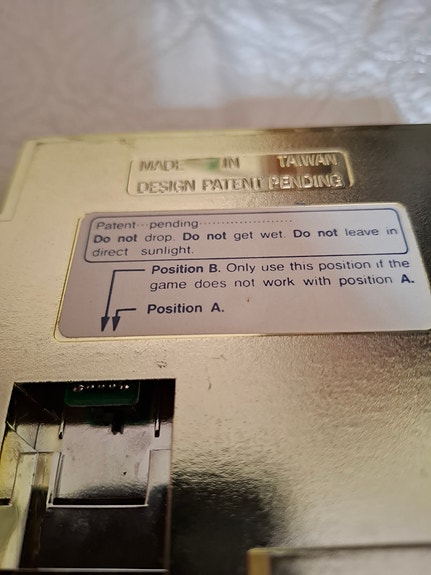 MADE IN TAIWAN
DESIGN PATENT PENDING
Patent···pending·····················
Do not drop. Do not get wet. Do not leave in
direct sunlight.
Position B. Only use this position if the
game does not work with position A.
Position A.